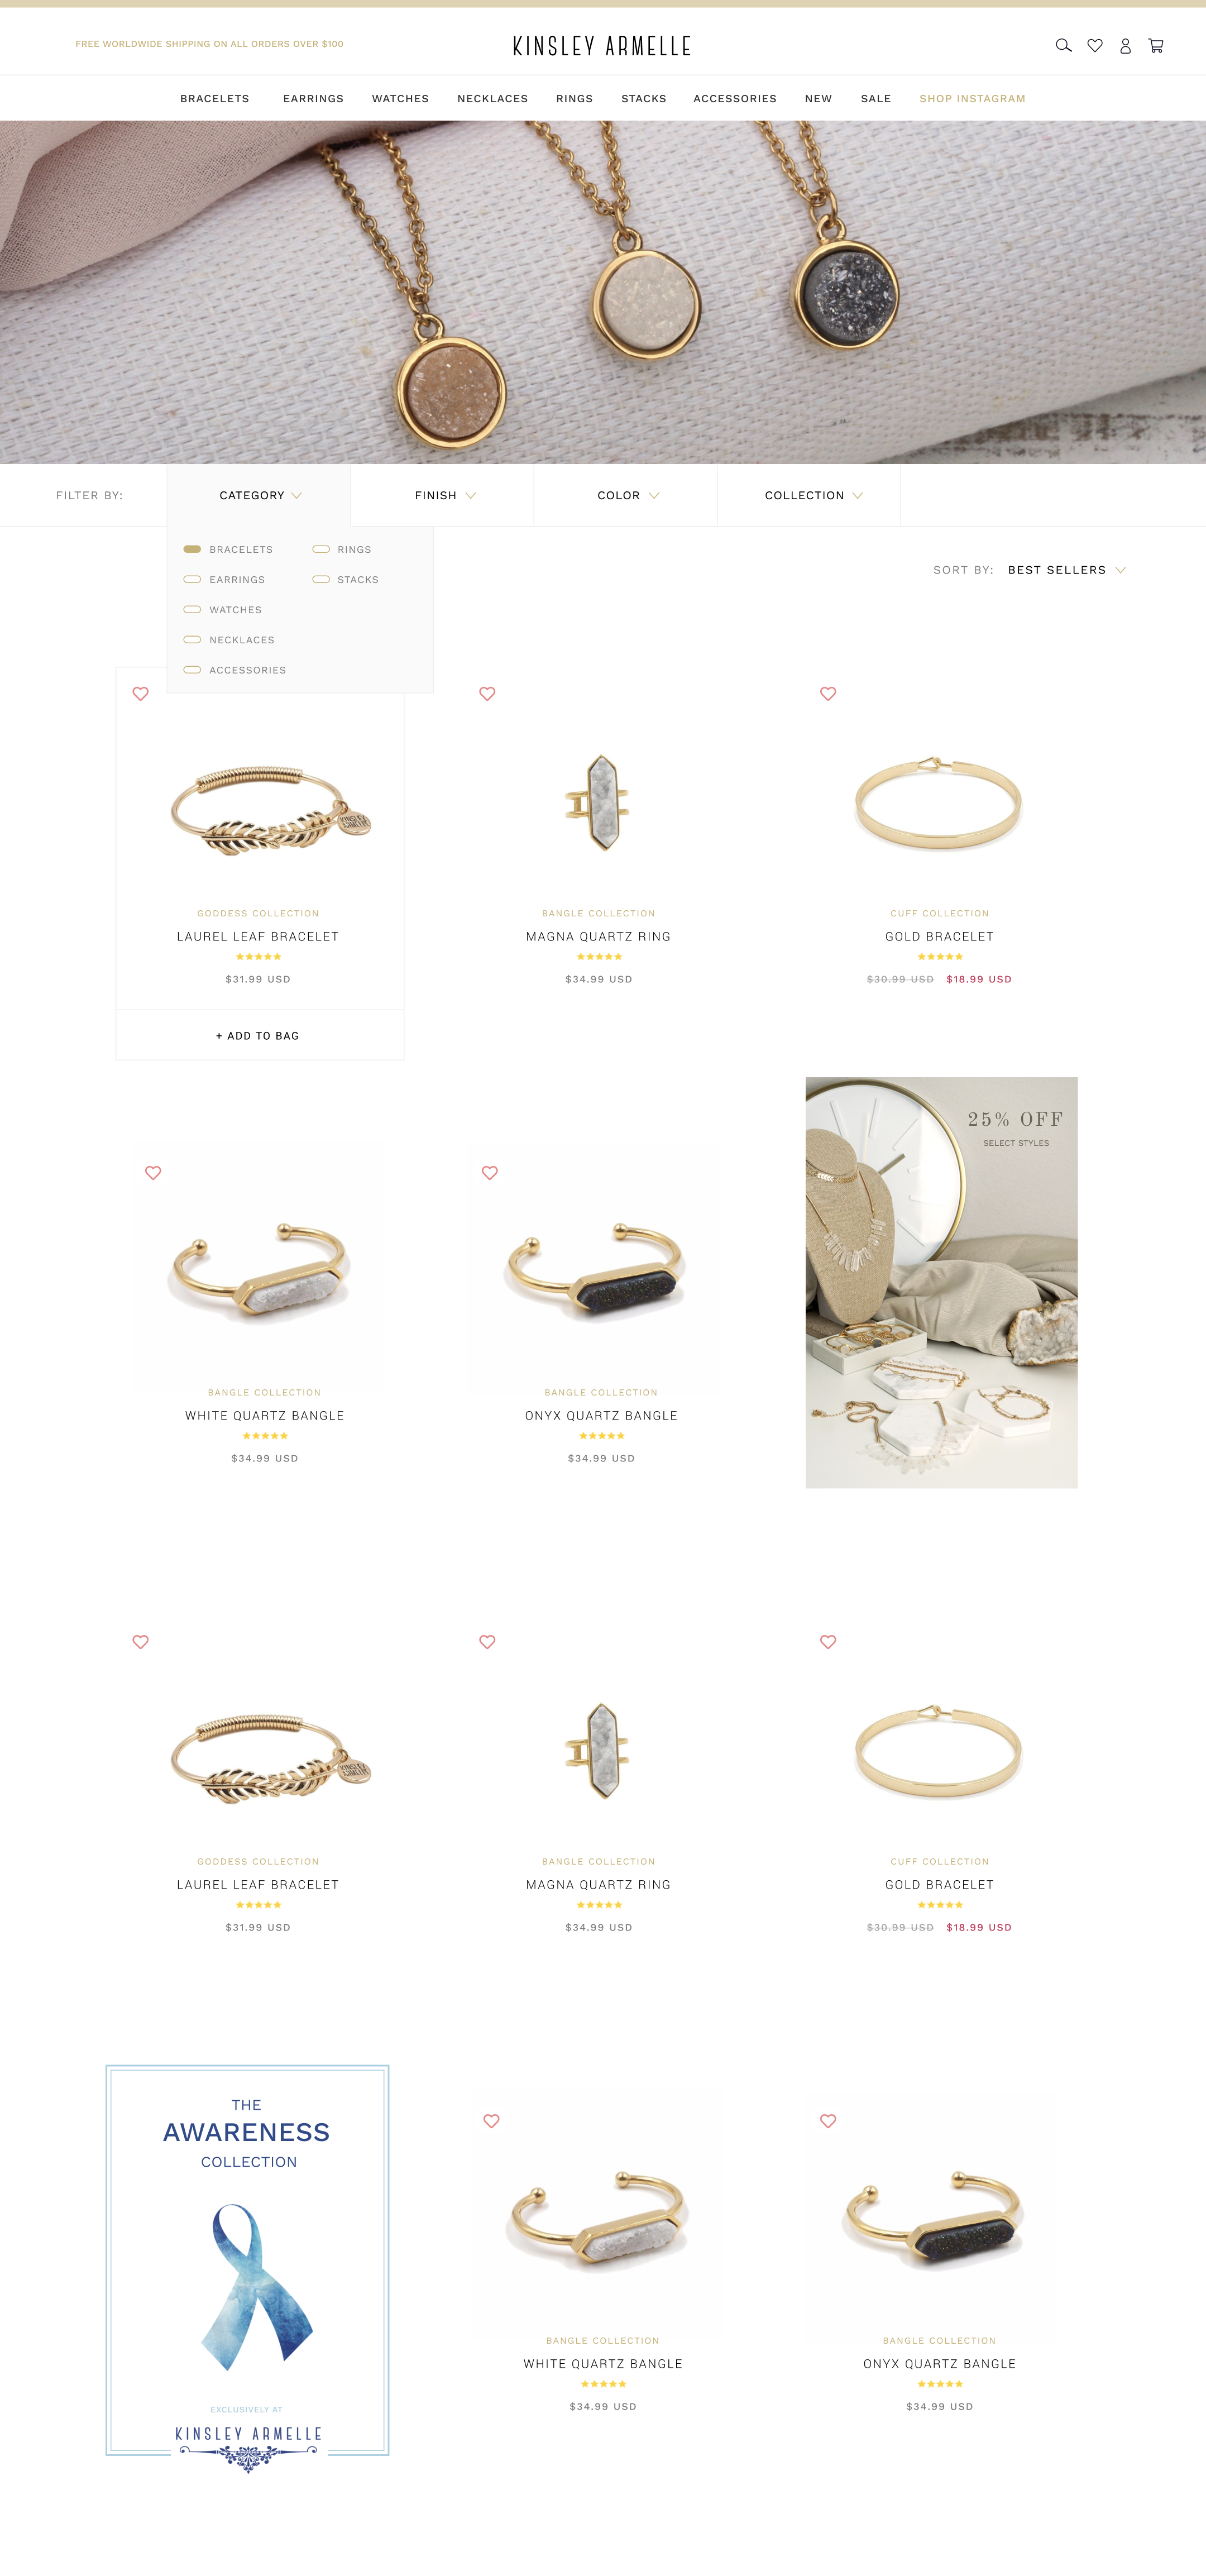 FREE WORLDWIDE SHIPPING ON ALL ORDERS OVER $100
KINSLEY ARMELLE
BRACELETS EARRINGS WATCHES NECKLACES RINGS STACKS ACCESSORIES NEW SALE SHOP INSTAGRAM
FILTER BY: CATEGORY FINISH COLOR COLLECTION
BRACELETS RINGS
EARRINGS STACKS
WATCHES
NECKLACES
ACCESSORIES
SORT BY: BEST SELLERS
KINSLEY
ARMELLE
GODDESS COLLECTION
LAUREL LEAF BRACELET
$31.99 USD
+ ADD TO BAG
BANGLE COLLECTION
MAGNA QUARTZ RING
$34.99 USD
CUFF COLLECTION
GOLD BRACELET
$30.99 USD $18.99 USD
BANGLE COLLECTION
WHITE QUARTZ BANGLE
$34.99 USD
BANGLE COLLECTION
ONYX QUARTZ BANGLE
$34.99 USD
25% OFF
SELECT STYLES
KINSLEY
ARMELLE
GODDESS COLLECTION
LAUREL LEAF BRACELET
$31.99 USD
BANGLE COLLECTION
MAGNA QUARTZ RING
$34.99 USD
CUFF COLLECTION
GOLD BRACELET
$30.99 USD $18.99 USD
THE
AWARENESS
COLLECTION
EXCLUSIVELY AT
KINSLEY ARMELLE
BANGLE COLLECTION
WHITE QUARTZ BANGLE
$34.99 USD
BANGLE COLLECTION
ONYX QUARTZ BANGLE
$34.99 USD